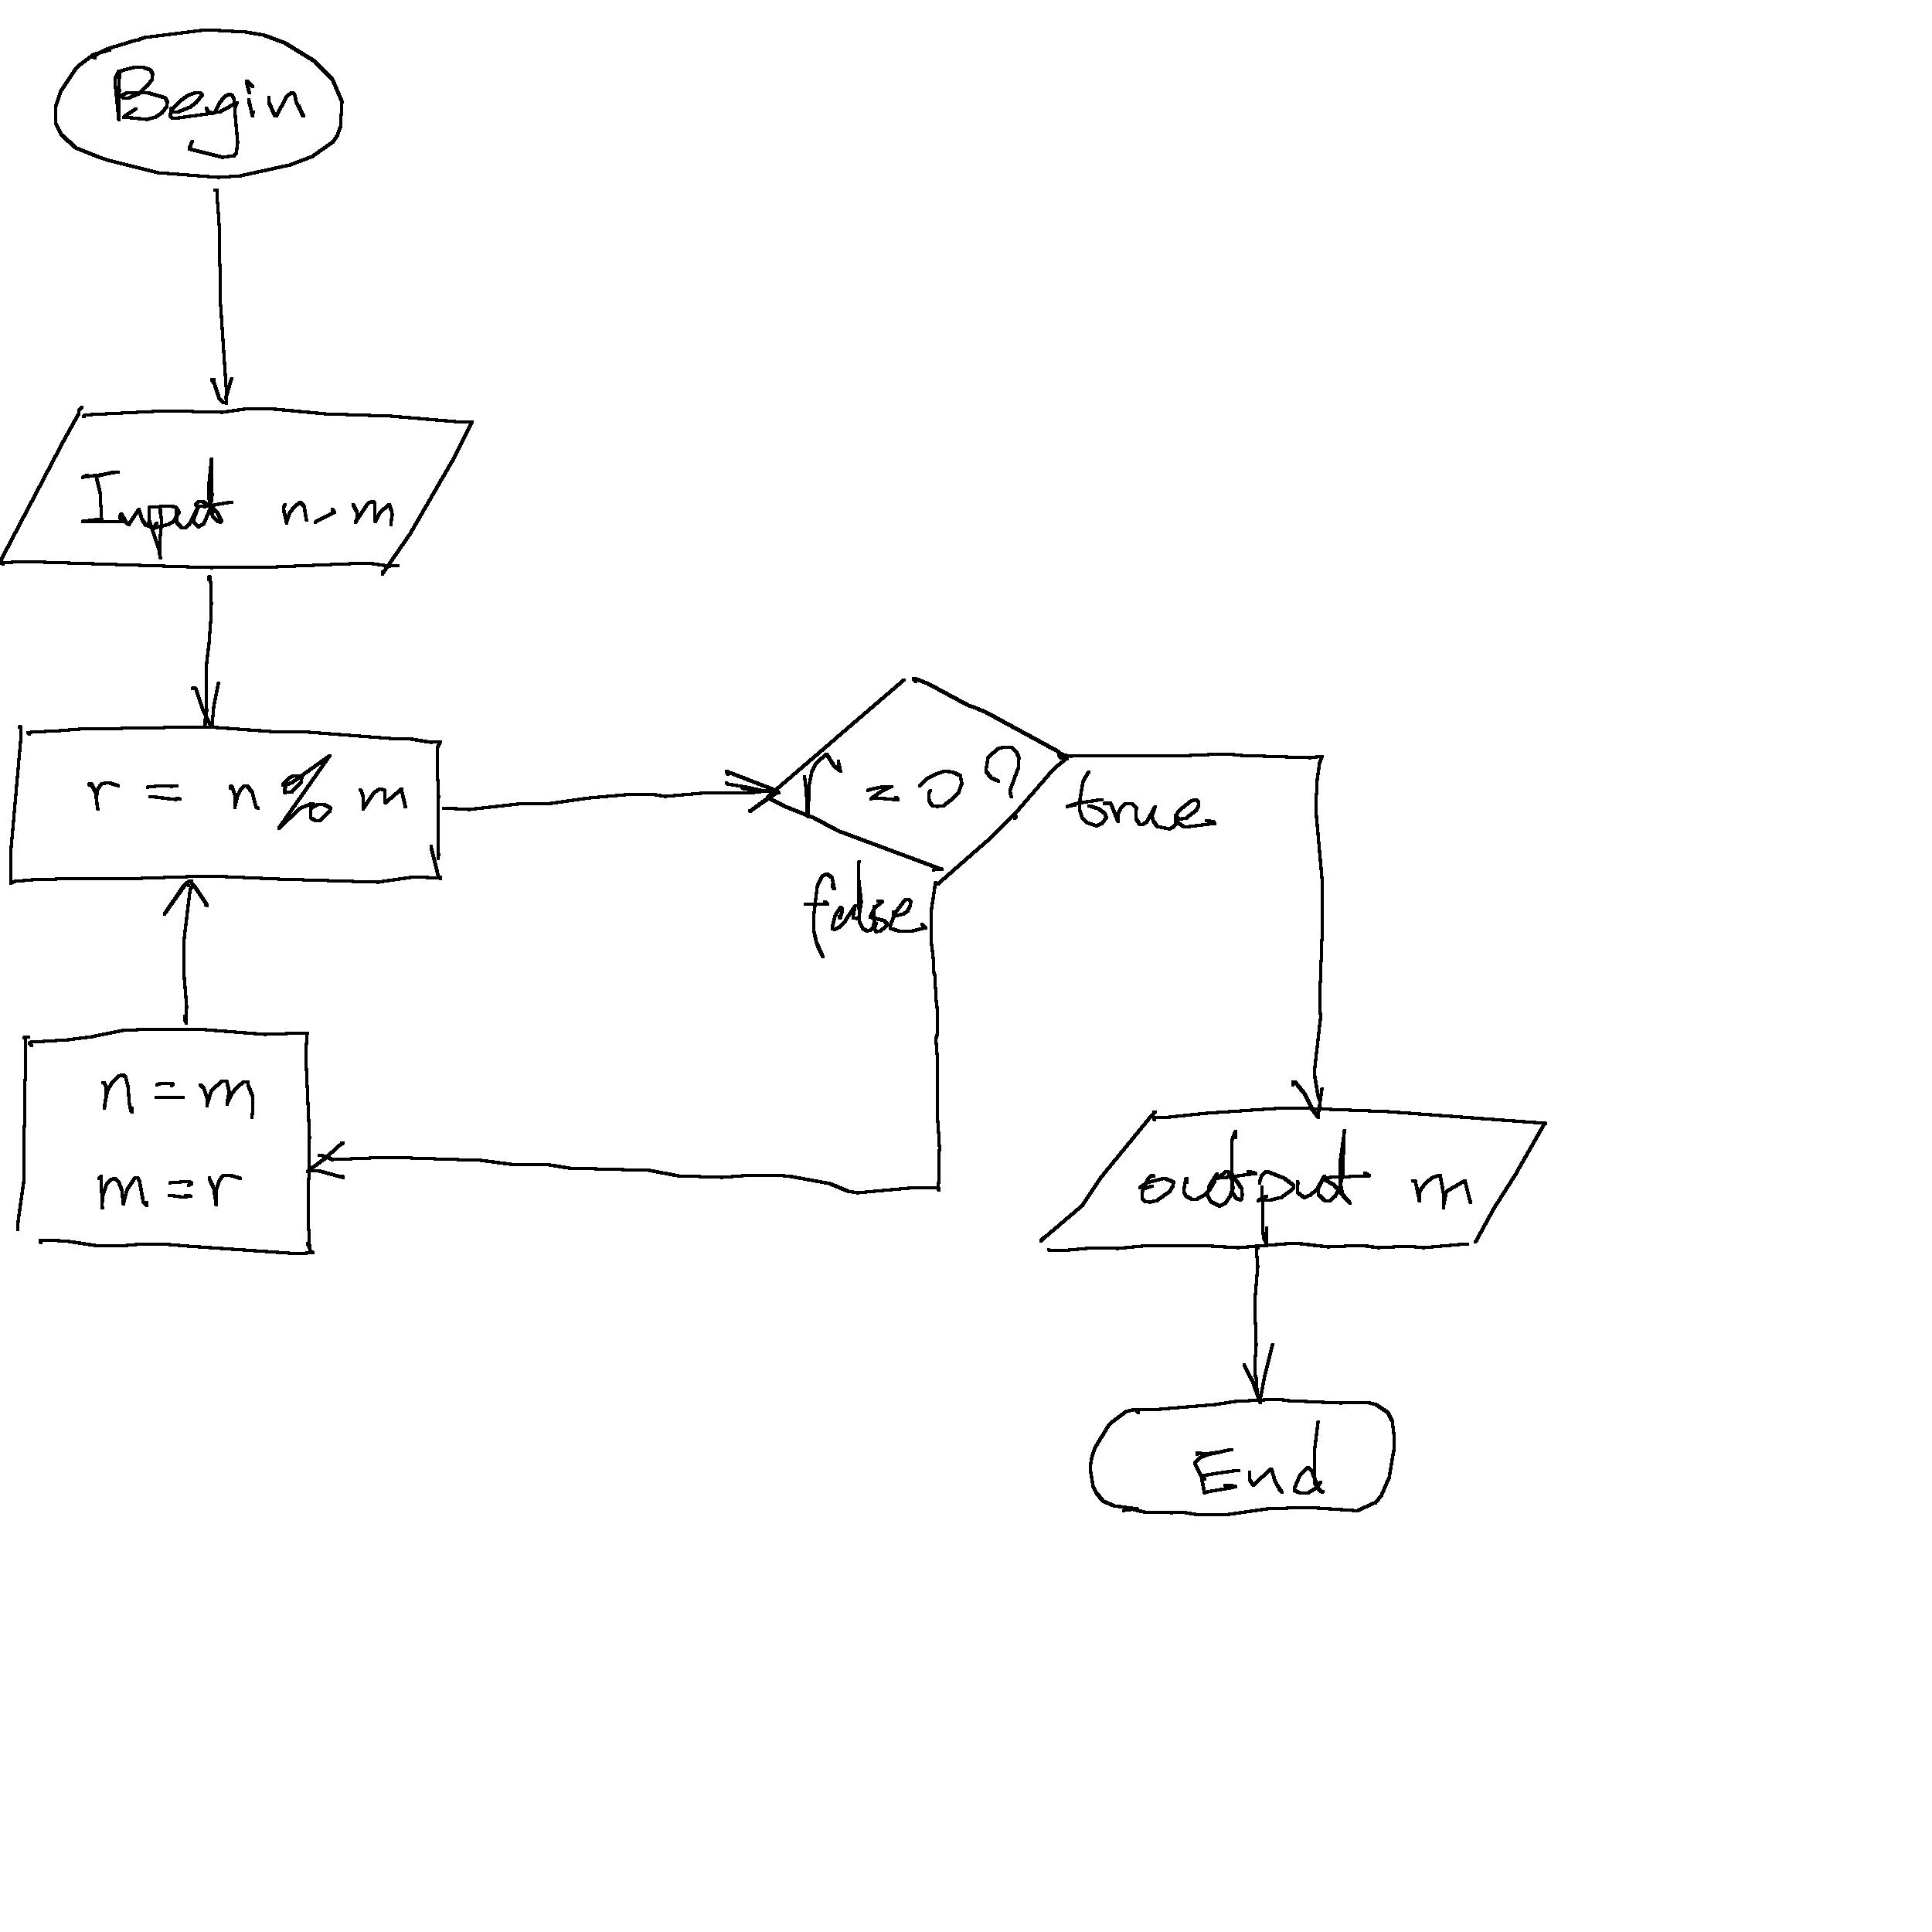 Begin
Input n, m
r = n % m
r = 0?
true
false
n = m
m = r
output m
End